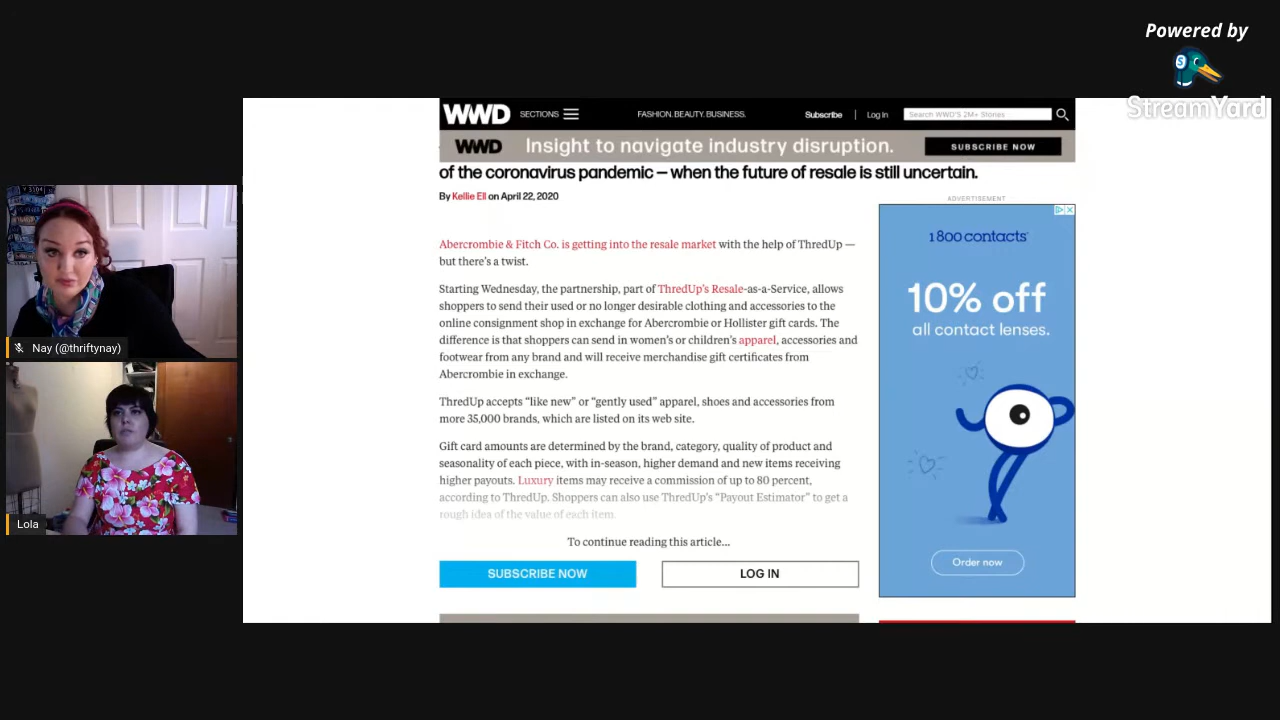 Powered by
StreamYard
WWD
SECTIONS
FASHION. BEAUTY. BUSINESS.
Subscribe | Log In
Search WWD'S 2M+ Stories
WWD Insight to navigate industry disruption. SUBSCRIBE NOW
of the coronavirus pandemic — when the future of resale is still uncertain.
By Kellie Ell on April 22, 2020
Abercrombie & Fitch Co. is getting into the resale market with the help of ThredUp —
but there's a twist.
Starting Wednesday, the partnership, part of ThredUp's Resale-as-a-Service, allows
shoppers to send their used or no longer desirable clothing and accessories to the
online consignment shop in exchange for Abercrombie or Hollister gift cards. The
difference is that shoppers can send in women's or children's apparel, accessories and
footwear from any brand and will receive merchandise gift certificates from
Abercrombie in exchange.
ThredUp accepts “like new” or “gently used” apparel, shoes and accessories from
more 35,000 brands, which are listed on its web site.
Gift card amounts are determined by the brand, category, quality of product and
seasonality of each piece, with in-season, higher demand and new items receiving
higher payouts. Luxury items may receive a commission of up to 80 percent,
according to ThredUp. Shoppers can also use ThredUp's “Payout Estimator” to get a
rough idea of the value of each item.
To continue reading this article...
SUBSCRIBE NOW
LOG IN
ADVERTISEMENT
1 800 contacts
10% off
all contact lenses.
Order now
Nay (@thriftynay)
Lola